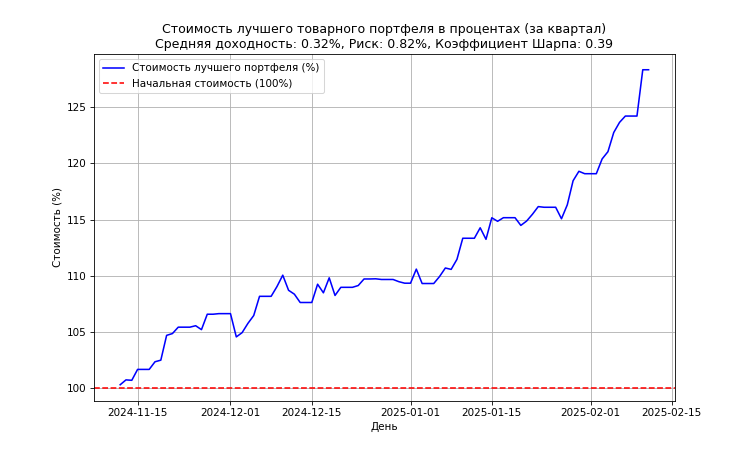 Стоимость лучшего товарного портфеля в процентах (за квартал)
Средняя доходность: 0.32%, Риск: 0.82%, Коэффициент Шарпа: 0.39
Стоимость лучшего портфеля (%)
Начальная стоимость (100%)
Стоимость (%)
125
120
115
110
105
100
2024-11-15
2024-12-01
2024-12-15
2025-01-01
2025-01-15
2025-02-01
2025-02-15
День